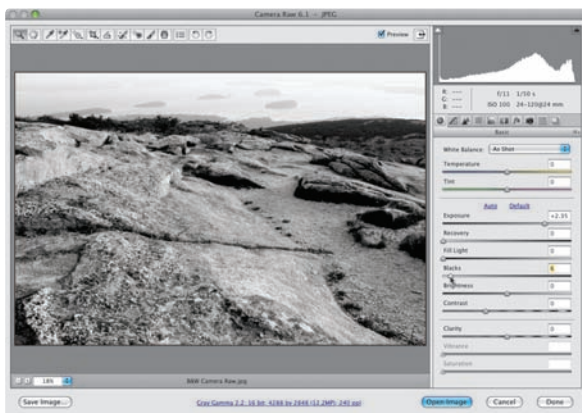 Camera Raw 6.1 – JPEG
Preview
R: ---
G: ---
B: ---
f/11 1/50 s
ISO 100 24-120@24 mm
Basic
White Balance: As Shot
Temperature 0
Tint 0
Auto Default
Exposure +2.35
Recovery 0
Fill Light 0
Blacks 6
Brightness 0
Contrast 0
Clarity 0
Vibrance
Saturation
18%
B&W Camera Raw.jpg
Save Image...
Gray Gamma 2.2; 16 bit; 4288 by 2848 (12.2MP); 240 ppi
Open Image
Cancel
Done